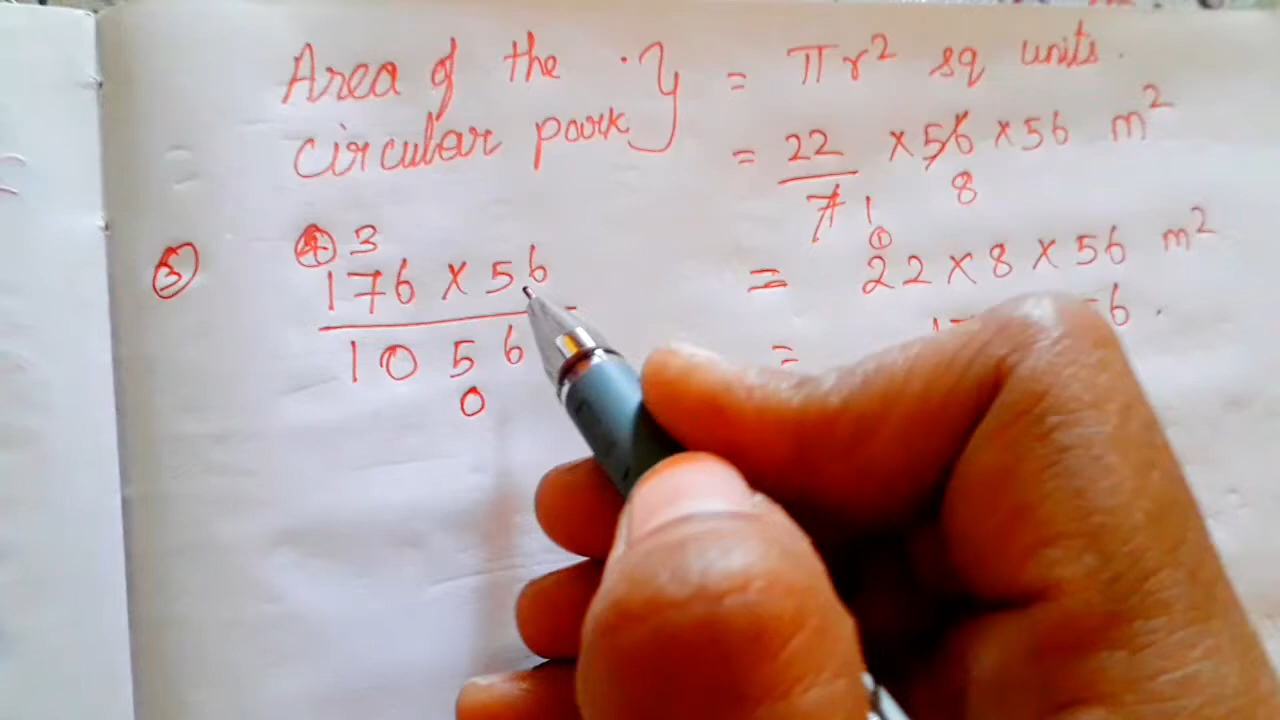 Area of the
circular park } = πr² sq units.
= 22/7 × 56 × 56 m²
1 8
= 22 × 8 × 56 m²
1
=
5
4 3
176 × 56
1056
0